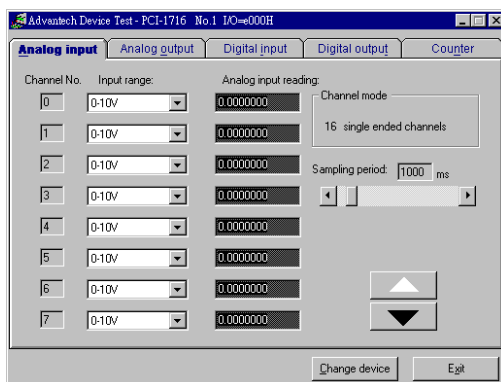 Advantech Device Test - PCI-1716 No.1 I/O=e000H
Analog input Analog output Digital input Digital output Counter
Channel No. Input range: Analog input reading: Channel mode
0 0-10V 0.0000000
16 single ended channels
1 0-10V 0.0000000
2 0-10V 0.0000000
Sampling period: 1000 ms
3 0-10V 0.0000000
4 0-10V 0.0000000
5 0-10V 0.0000000
6 0-10V 0.0000000
7 0-10V 0.0000000
Change device Exit